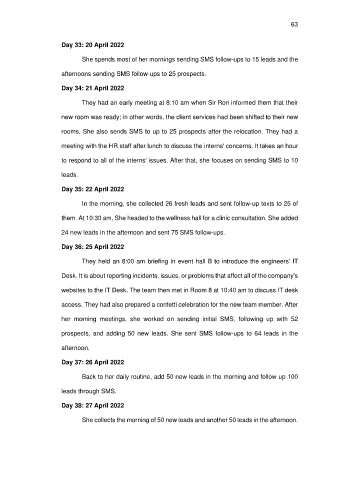 63
Day 33: 20 April 2022
She spends most of her mornings sending SMS follow-ups to 15 leads and the
afternoons sending SMS follow-ups to 25 prospects.
Day 34: 21 April 2022
They had an early meeting at 8:10 am when Sir Ron informed them that their
new room was ready; in other words, the client services had been shifted to their new
rooms. She also sends SMS to up to 25 prospects after the relocation. They had a
meeting with the HR staff after lunch to discuss the interns' concerns. It takes an hour
to respond to all of the interns' issues. After that, she focuses on sending SMS to 10
leads.
Day 35: 22 April 2022
In the morning, she collected 26 fresh leads and sent follow-up texts to 25 of
them. At 10:30 am, She headed to the wellness hall for a clinic consultation. She added
24 new leads in the afternoon and sent 75 SMS follow-ups.
Day 36: 25 April 2022
They held an 8:00 am briefing in event hall B to introduce the engineers' IT
Desk. It is about reporting incidents, issues, or problems that affect all of the company's
websites to the IT Desk. The team then met in Room 8 at 10:40 am to discuss IT desk
access. They had also prepared a confetti celebration for the new team member. After
her morning meetings, she worked on sending initial SMS, following up with 52
prospects, and adding 50 new leads. She sent SMS follow-ups to 64 leads in the
afternoon.
Day 37: 26 April 2022
Back to her daily routine, add 50 new leads in the morning and follow up 100
leads through SMS.
Day 38: 27 April 2022
She collects the morning of 50 new leads and another 50 leads in the afternoon.